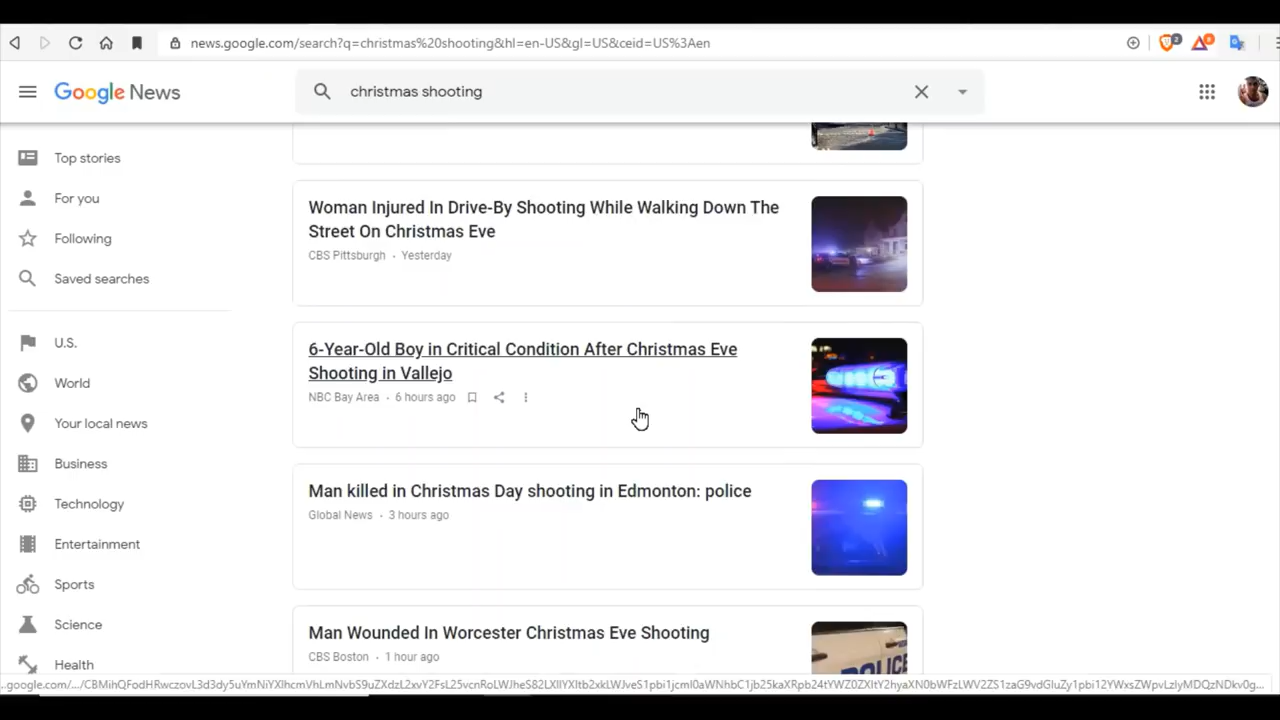 news.google.com/search?q=christmas%20shooting&hl=en-US&gl=US&ceid=US%3Aen
Google News
christmas shooting
Top stories
For you
Following
Saved searches
U.S.
World
Your local news
Business
Technology
Entertainment
Sports
Science
Health
Woman Injured In Drive-By Shooting While Walking Down The
Street On Christmas Eve
CBS Pittsburgh · Yesterday
6-Year-Old Boy in Critical Condition After Christmas Eve
Shooting in Vallejo
NBC Bay Area · 6 hours ago
Man killed in Christmas Day shooting in Edmonton: police
Global News · 3 hours ago
Man Wounded In Worcester Christmas Eve Shooting
CBS Boston · 1 hour ago
POLICE